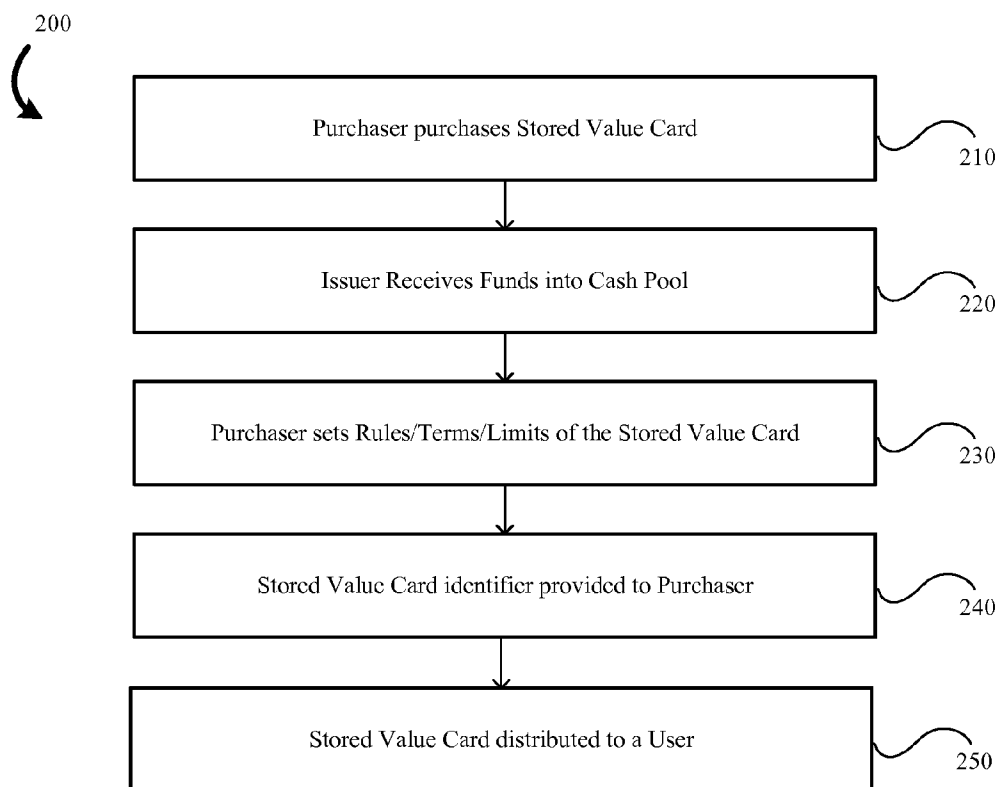 200
Purchaser purchases Stored Value Card
210
Issuer Receives Funds into Cash Pool
220
Purchaser sets Rules/Terms/Limits of the Stored Value Card
230
Stored Value Card identifier provided to Purchaser
240
Stored Value Card distributed to a User
250